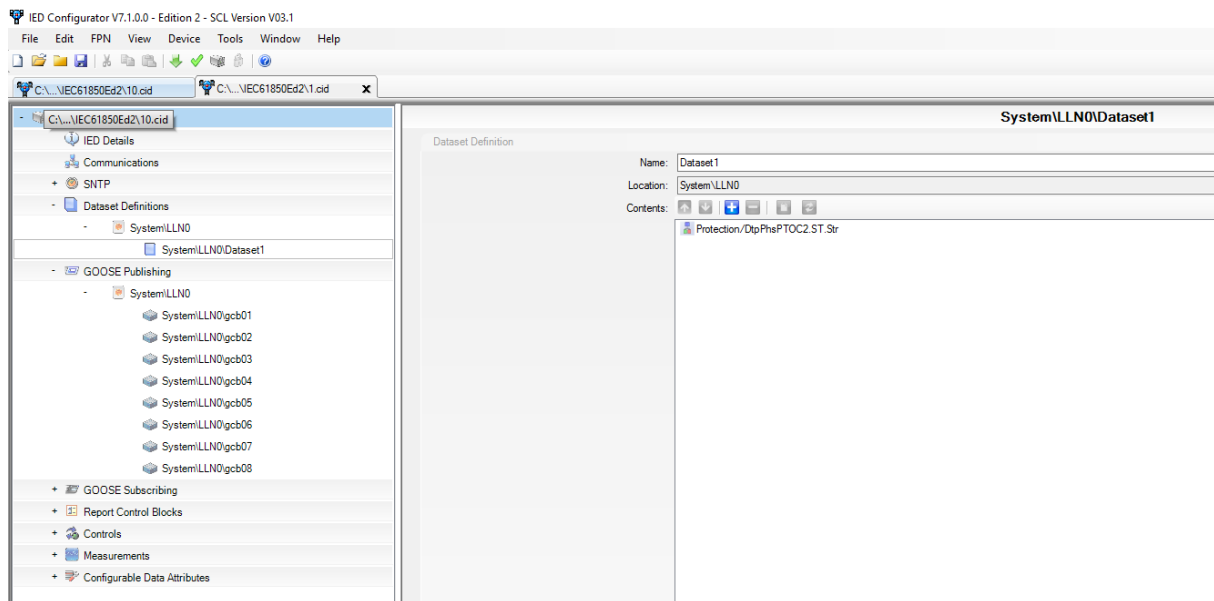 IED Configurator V7.1.0.0 - Edition 2 - SCL Version V03.1
File Edit FPN View Device Tools Window Help
C:\...\IEC61850Ed2\10.cid C:\...\IEC61850Ed2\1.cid x
C:\...\IEC61850Ed2\10.cid
System\LLN0\Dataset1
IED Details
Dataset Definition
Communications
Name: Dataset1
SNTP
Location: System\LLN0
Dataset Definitions
Contents:
System\LLN0
Protection/DtpPhsPTOC2.ST.Str
System\LLN0\Dataset1
GOOSE Publishing
System\LLN0
System\LLN0\gcb01
System\LLN0\gcb02
System\LLN0\gcb03
System\LLN0\gcb04
System\LLN0\gcb05
System\LLN0\gcb06
System\LLN0\gcb07
System\LLN0\gcb08
GOOSE Subscribing
Report Control Blocks
Controls
Measurements
Configurable Data Attributes